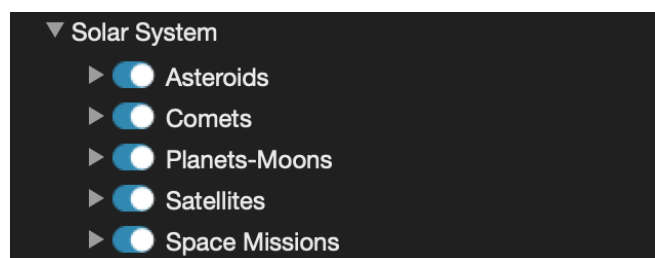 Solar System
Asteroids
Comets
Planets-Moons
Satellites
Space Missions